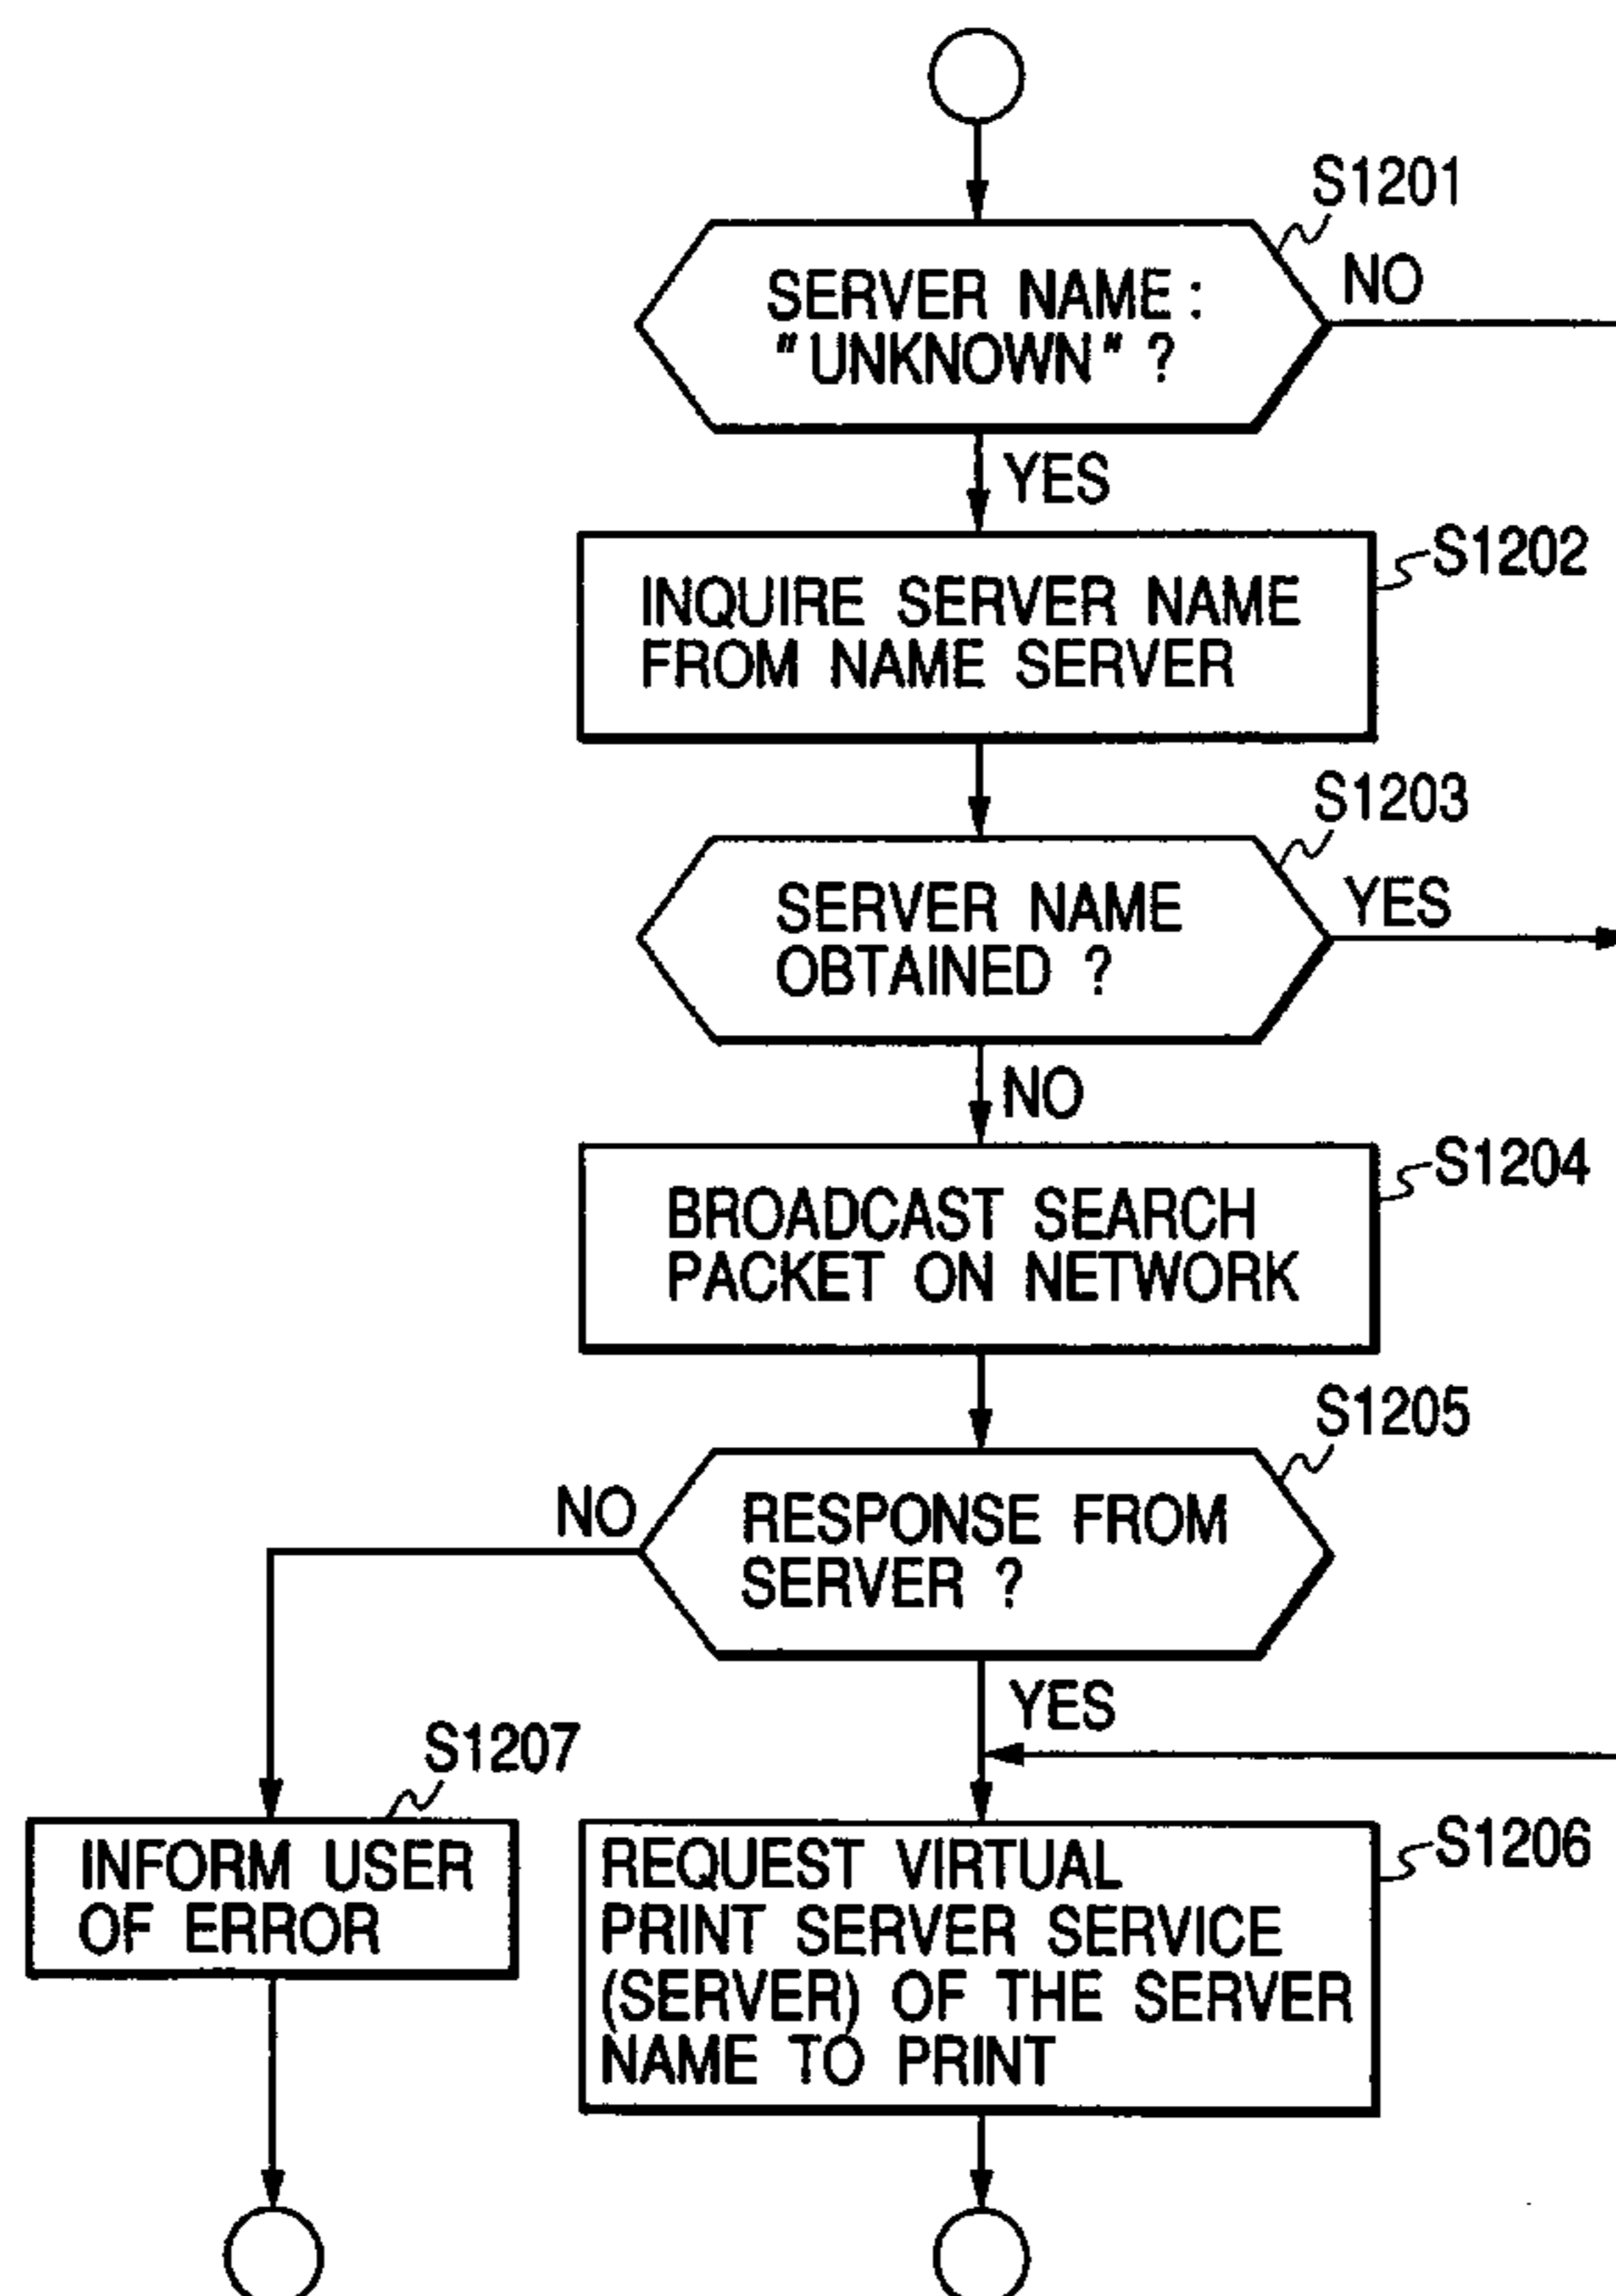 S1201
SERVER NAME :
"UNKNOWN" ?
NO
YES
S1202
INQUIRE SERVER NAME
FROM NAME SERVER
S1203
SERVER NAME
OBTAINED ?
YES
NO
S1204
BROADCAST SEARCH
PACKET ON NETWORK
S1205
RESPONSE FROM
SERVER ?
NO
YES
S1207
INFORM USER
OF ERROR
S1206
REQUEST VIRTUAL
PRINT SERVER SERVICE
(SERVER) OF THE SERVER
NAME TO PRINT